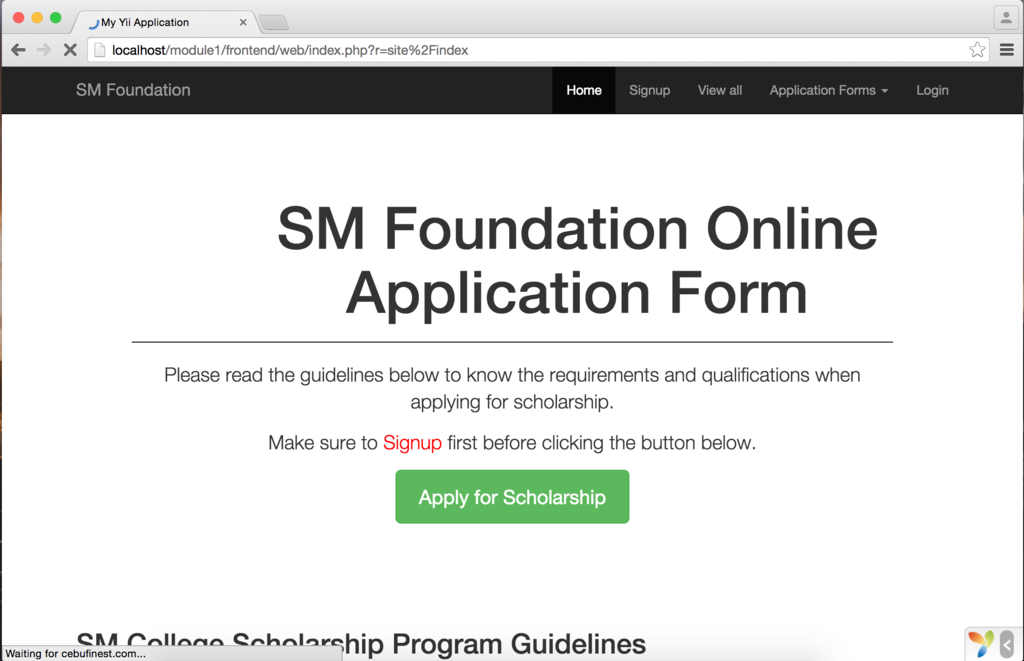 My Yii Application
localhost/module1/frontend/web/index.php?r=site%2Findex
SM Foundation Home Signup View all Application Forms Login
SM Foundation Online
Application Form
Please read the guidelines below to know the requirements and qualifications when
applying for scholarship.
Make sure to Signup first before clicking the button below.
Apply for Scholarship
SM College Scholarship Program Guidelines
Waiting for cebufinest.com...